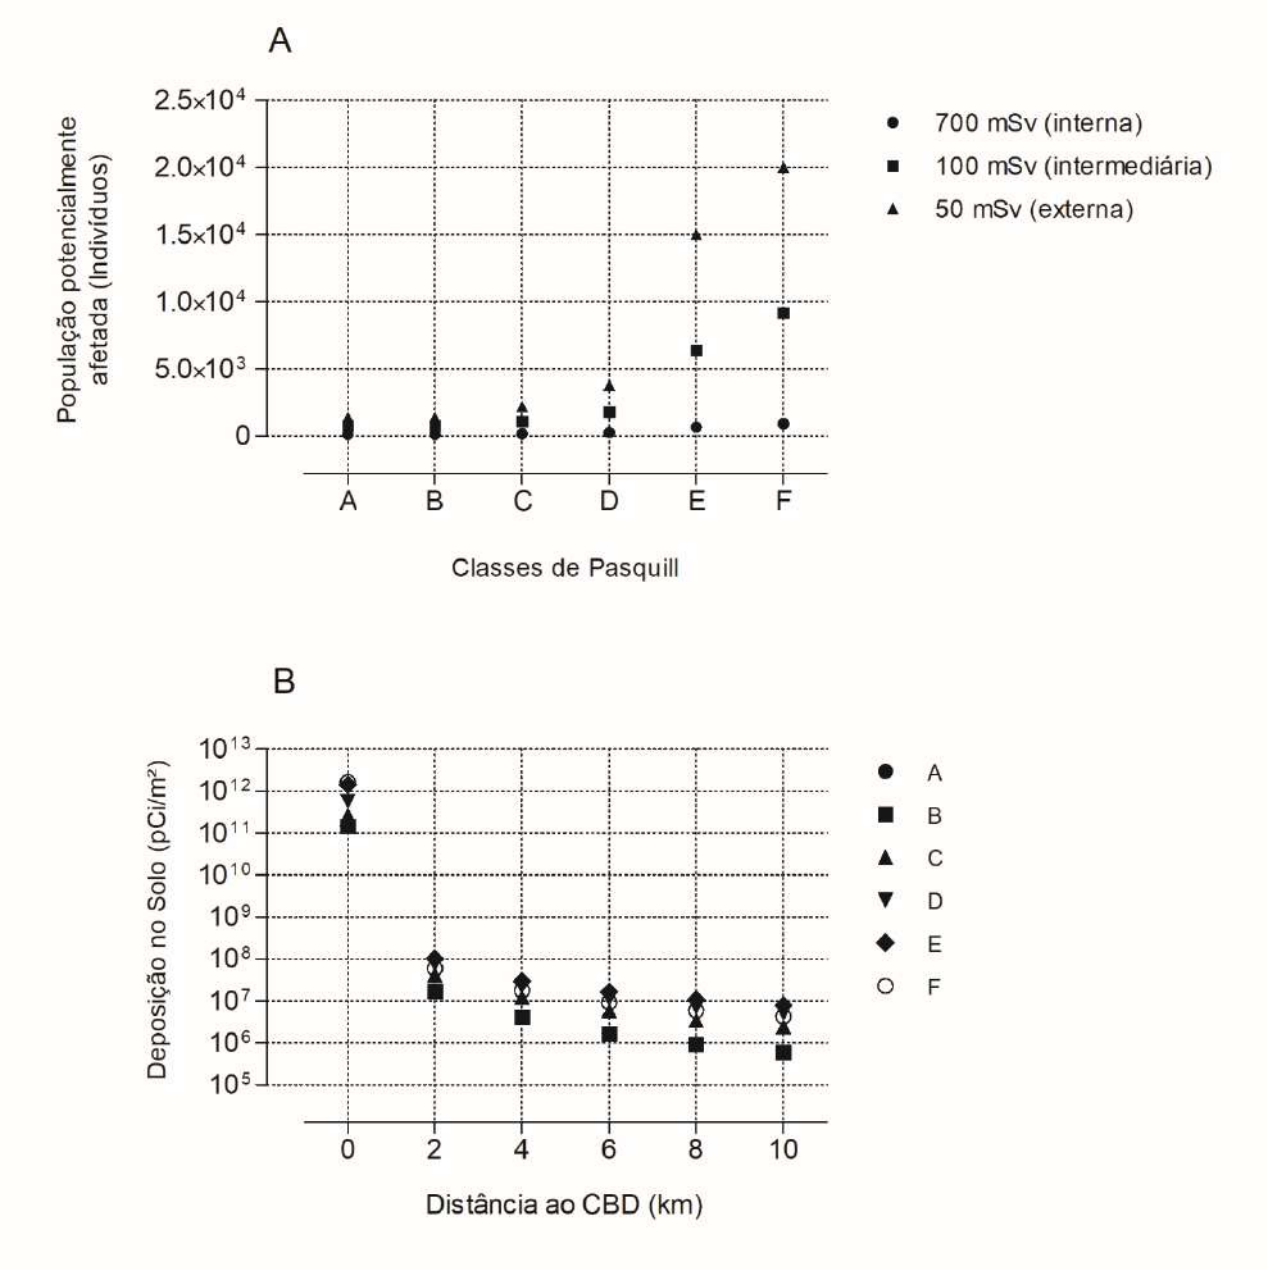 A
2.5×10⁴
2.0×10⁴
1.5×10⁴
1.0×10⁴
5.0×10³
0
População potencialmente
afetada (Indivíduos)
A B C D E F
Classes de Pasquill
700 mSv (interna)
100 mSv (intermediária)
50 mSv (externa)
B
10¹³
10¹²
10¹¹
10¹⁰
10⁹
10⁸
10⁷
10⁶
10⁵
Deposição no Solo (pCi/m²)
0 2 4 6 8 10
Distância ao CBD (km)
A
B
C
D
E
F